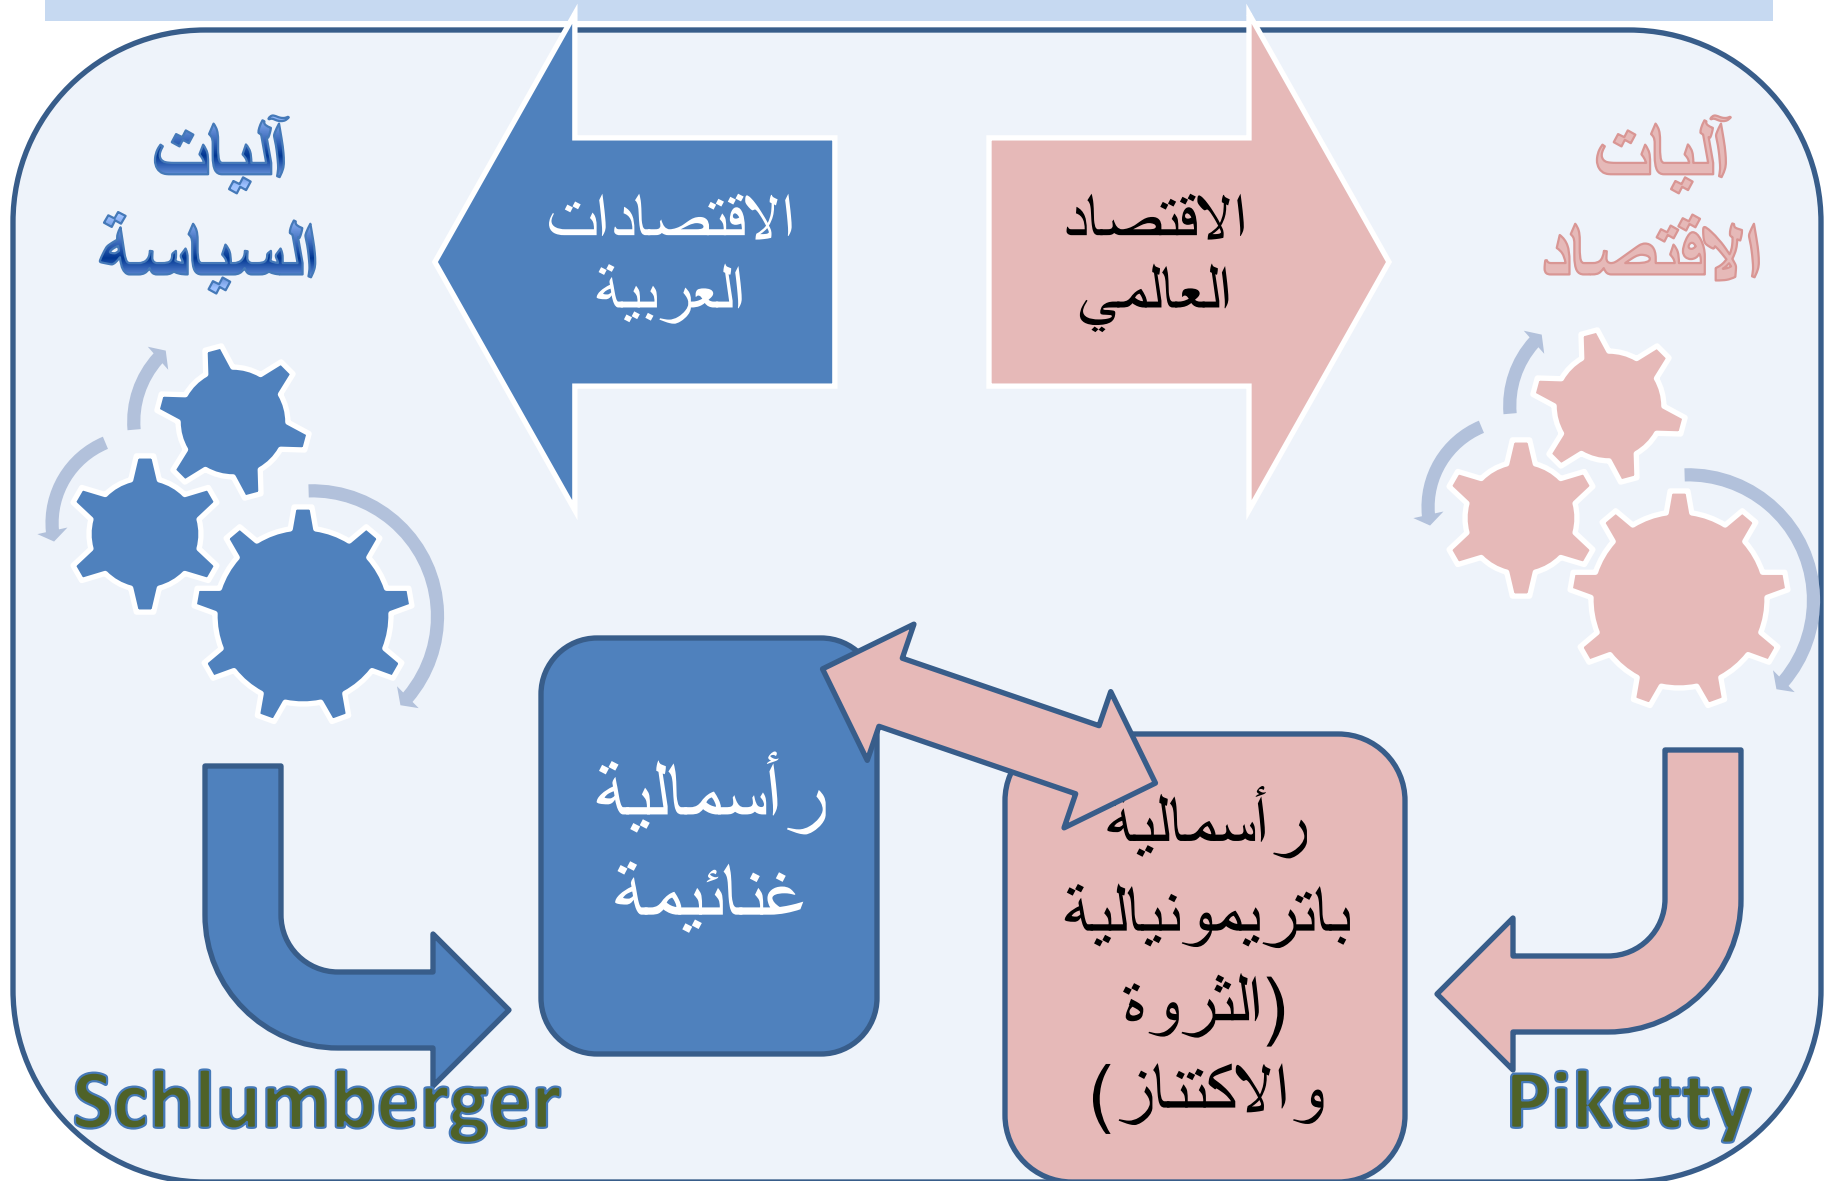 آليات
الاقتصاد
الاقتصاد
العالمي
الاقتصادات
العربية
آليات
السياسة
رأسماليه
باتريمونيالية
(الثروة
والاكتناز)
رأسمالية
غنائيمة
Piketty
Schlumberger